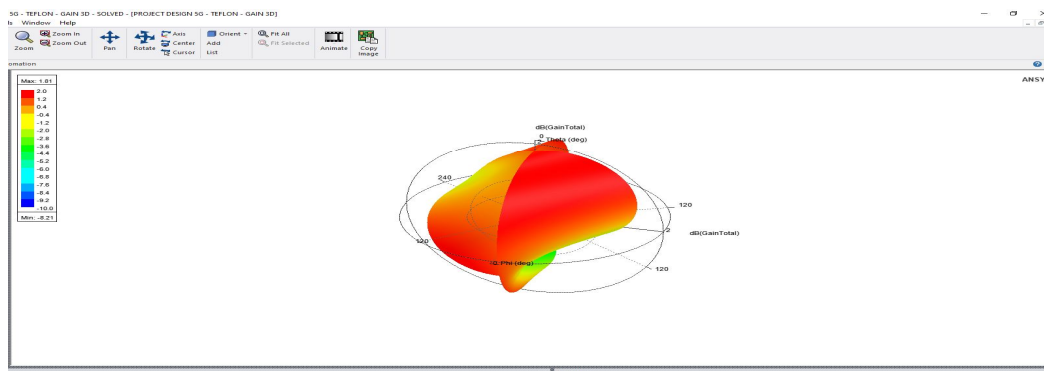 5G - TEFLON - GAIN 3D - SOLVED - [PROJECT DESIGN 5G - TEFLON - GAIN 3D]
ls Window Help
Zoom Zoom In Zoom Out Pan Rotate Axis Center Cursor Orient Add List Fit All Fit Selected Animate Copy Image
omation
ANSY
Max: 1.81
2.0
1.2
0.4
-0.4
-1.2
-2.0
-2.8
-3.6
-4.4
-5.2
-6.0
-6.8
-7.6
-8.4
-9.2
-10.0
Min: -8.21
dB(GainTotal)
0
Theta (deg)
240
120
2
dB(GainTotal)
120
0 Phi (deg)
120